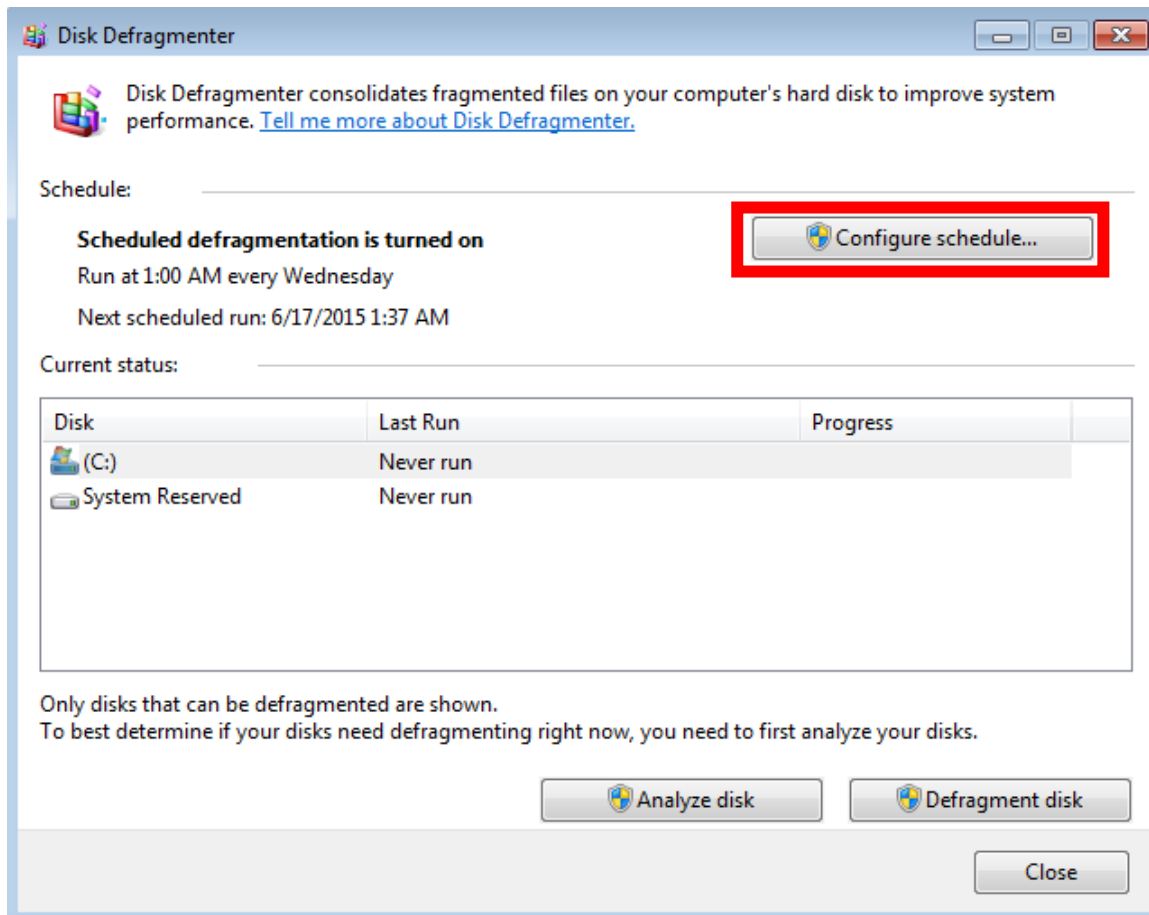 Disk Defragmenter
Disk Defragmenter consolidates fragmented files on your computer's hard disk to improve system
performance. Tell me more about Disk Defragmenter.
Schedule:
Scheduled defragmentation is turned on
Configure schedule...
Run at 1:00 AM every Wednesday
Next scheduled run: 6/17/2015 1:37 AM
Current status:
Disk Last Run Progress
(C:) Never run
System Reserved Never run
Only disks that can be defragmented are shown.
To best determine if your disks need defragmenting right now, you need to first analyze your disks.
Analyze disk Defragment disk
Close